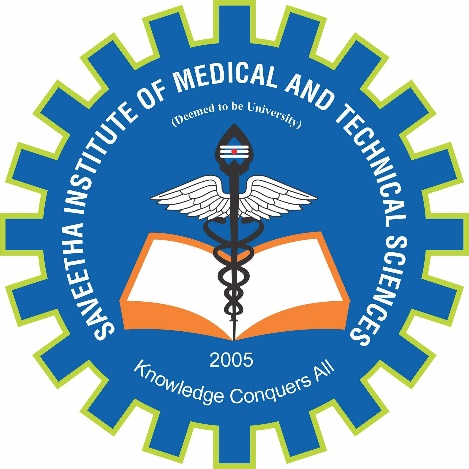 SAVEETHA INSTITUTE OF MEDICAL AND TECHNICAL SCIENCES
(Deemed to be University)
2005
Knowledge Conquers All